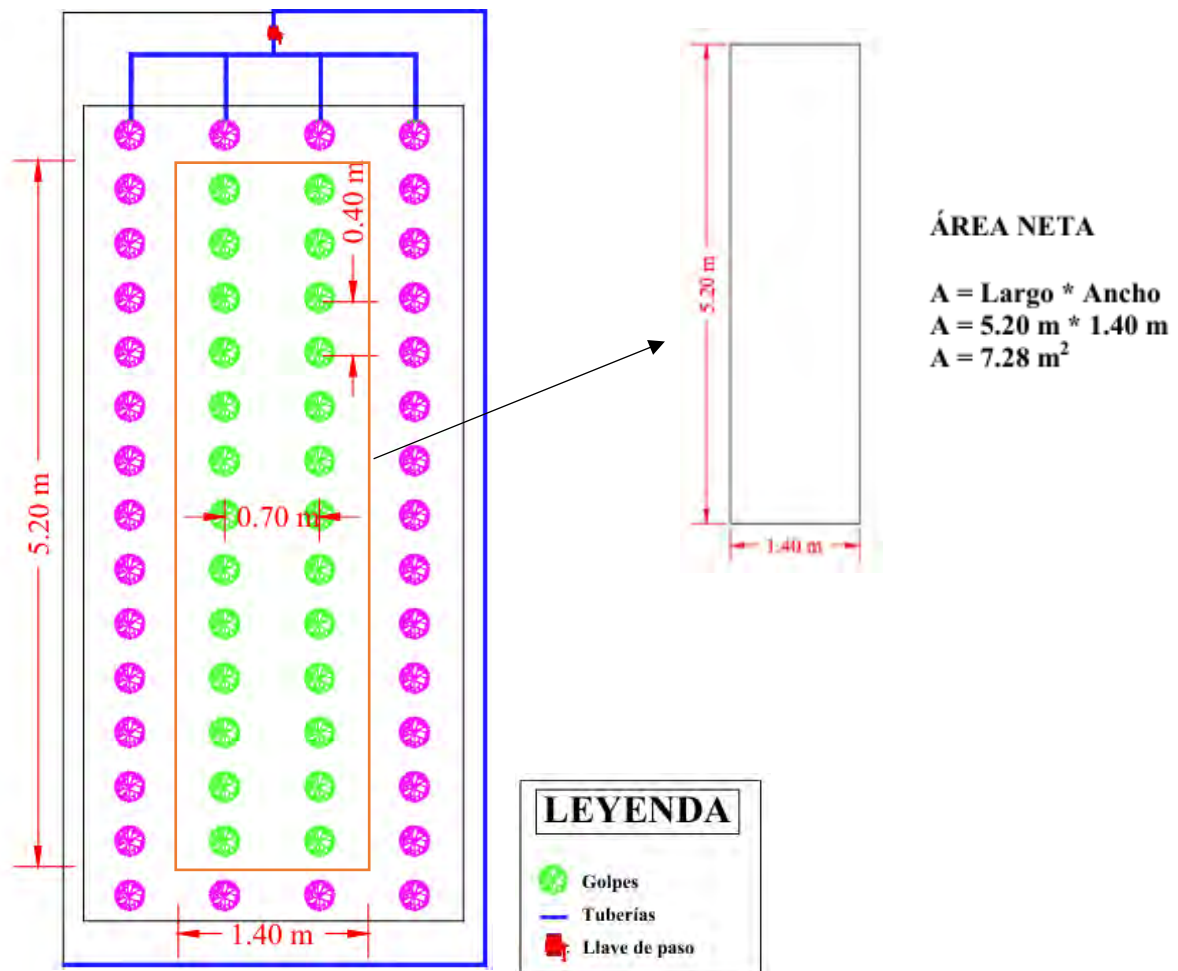 0.40 m
5.20 m
0.70 m
1.40 m
5.20 m
1.40 m
ÁREA NETA
A = Largo * Ancho
A = 5.20 m * 1.40 m
A = 7.28 m²
LEYENDA
Golpes
Tuberías
Llave de paso